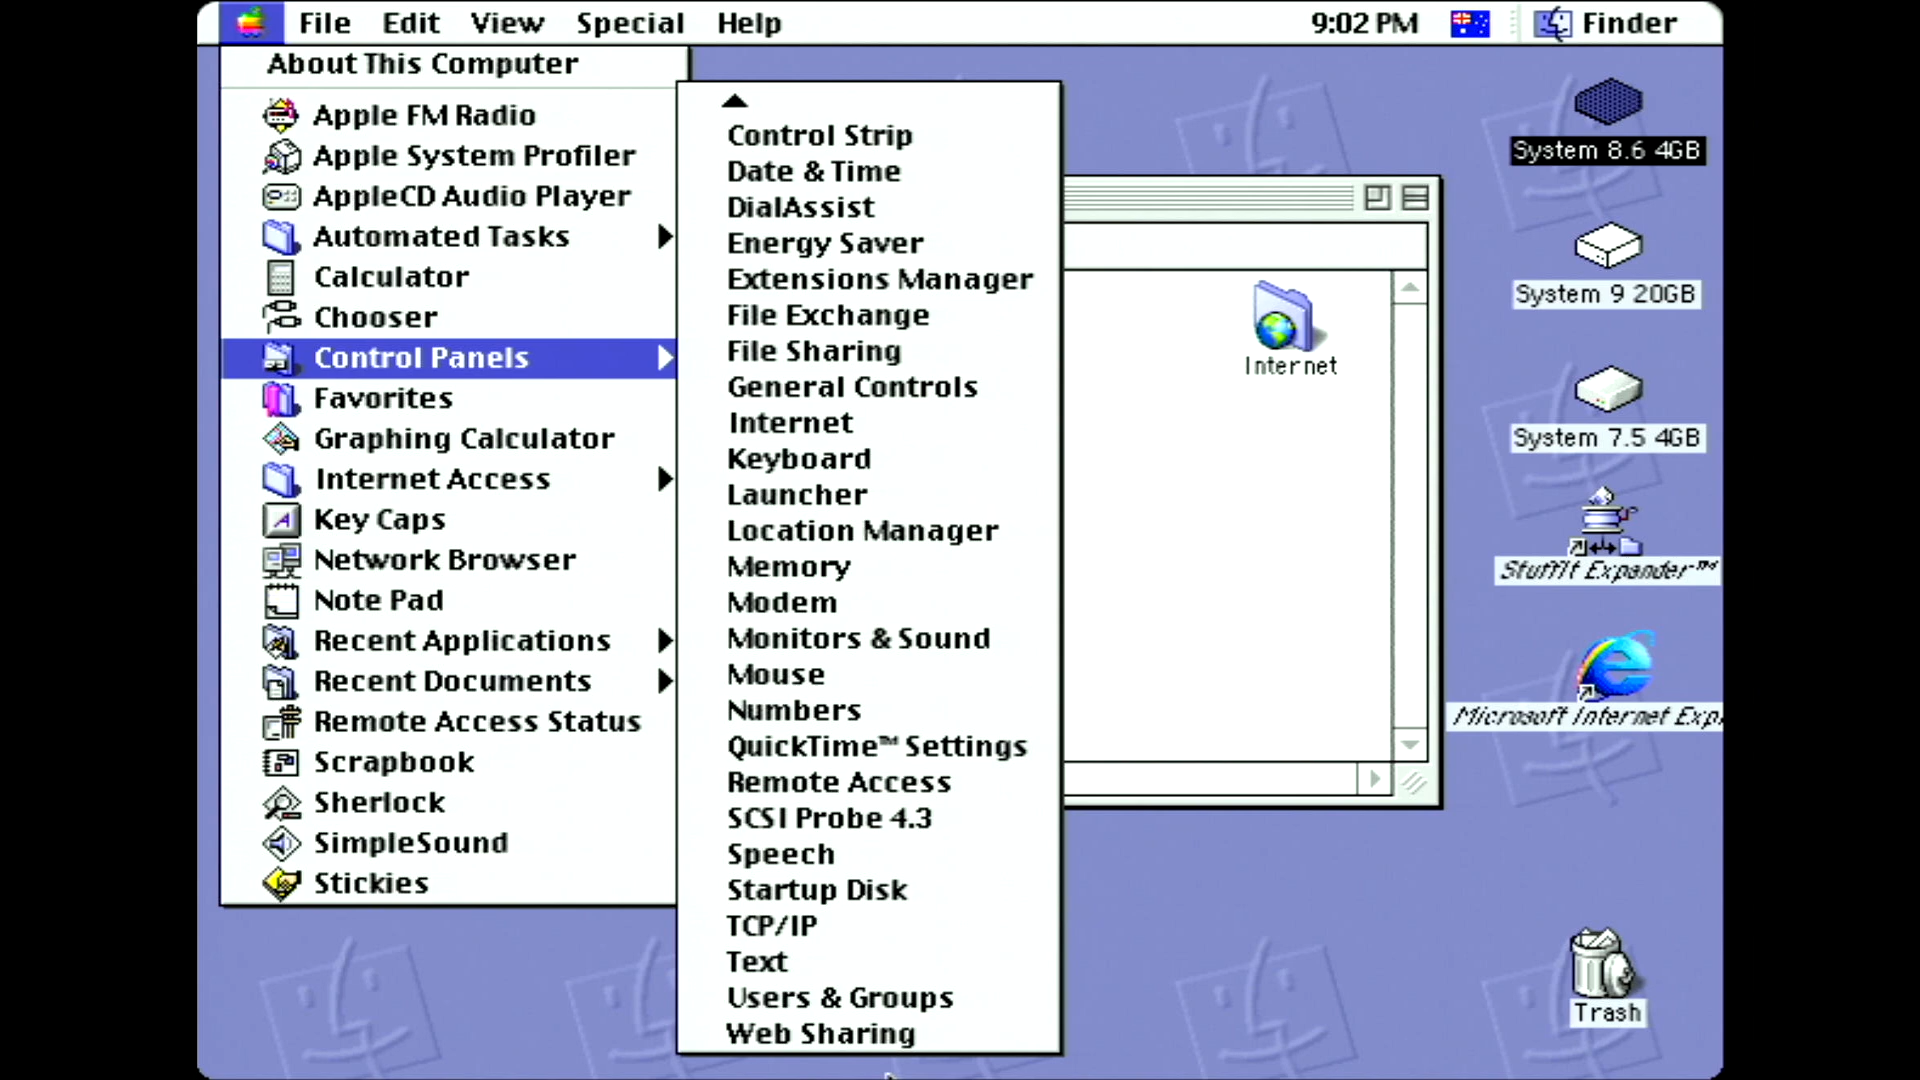 File Edit View Special Help 9:02 PM Finder
About This Computer
Apple FM Radio
Apple System Profiler
AppleCD Audio Player
Automated Tasks
Calculator
Chooser
Control Panels
Favorites
Graphing Calculator
Internet Access
Key Caps
Network Browser
Note Pad
Recent Applications
Recent Documents
Remote Access Status
Scrapbook
Sherlock
SimpleSound
Stickies
Control Strip
Date & Time
DialAssist
Energy Saver
Extensions Manager
File Exchange
File Sharing
General Controls
Internet
Keyboard
Launcher
Location Manager
Memory
Modem
Monitors & Sound
Mouse
Numbers
QuickTime™ Settings
Remote Access
SCSI Probe 4.3
Speech
Startup Disk
TCP/IP
Text
Users & Groups
Web Sharing
Internet
System 8.6 4GB
System 9 20GB
System 7.5 4GB
StuffIt Expander™
Microsoft Internet Exp
Trash